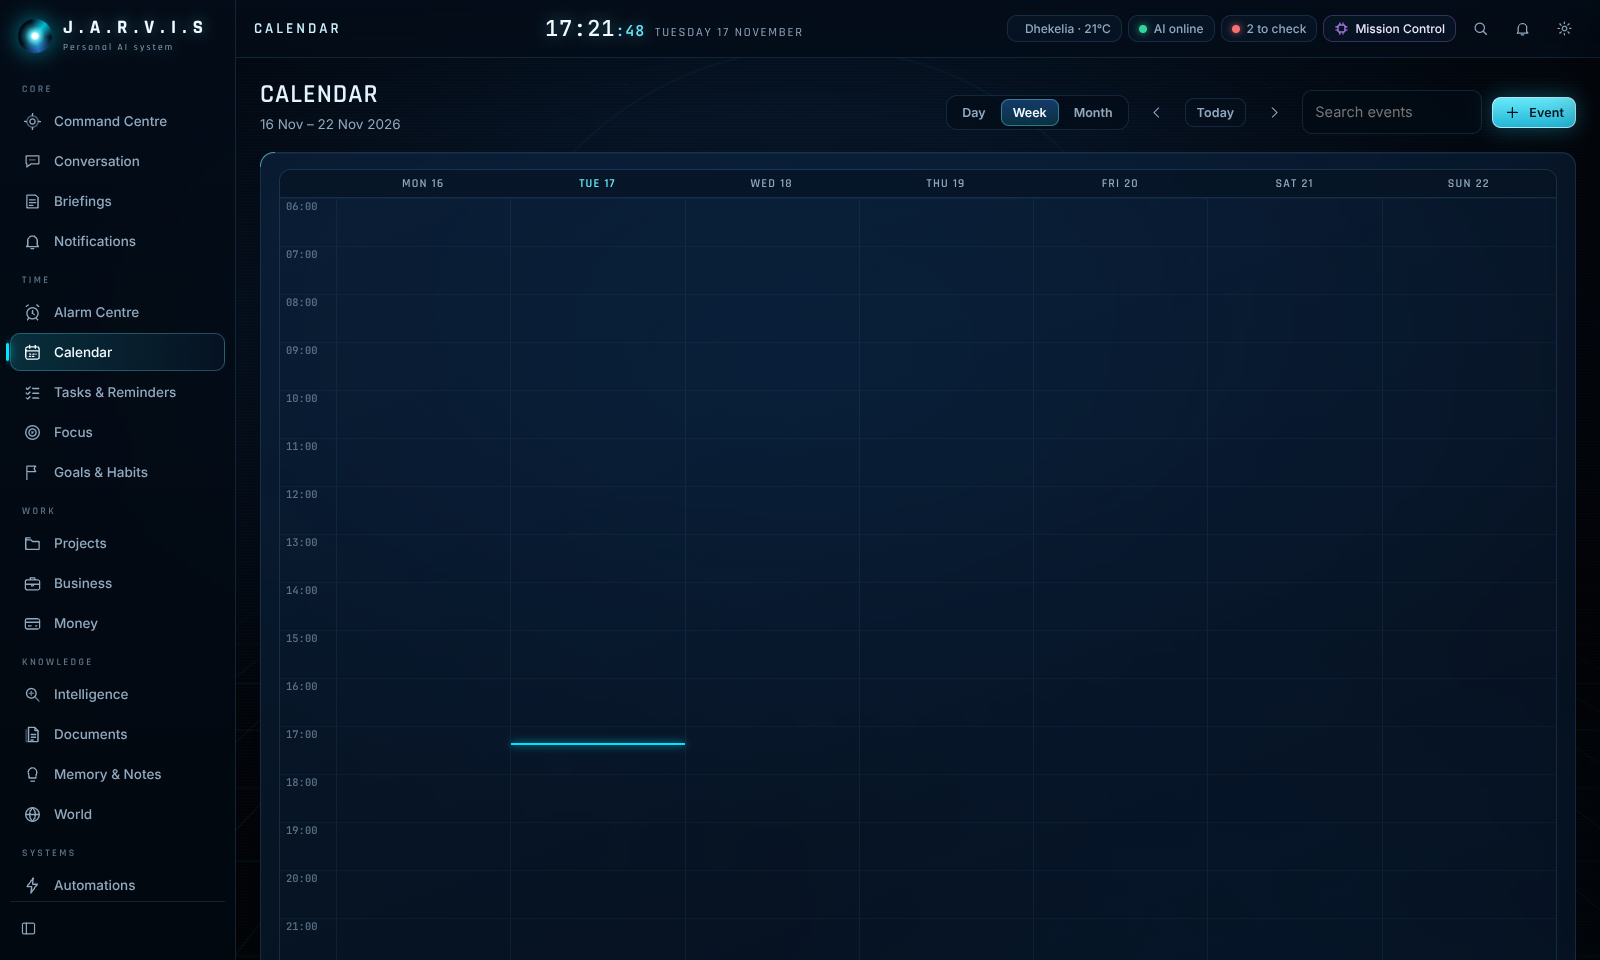 J.A.R.V.I.S
Personal AI system
CORE
Command Centre
Conversation
Briefings
Notifications
TIME
Alarm Centre
Calendar
Tasks & Reminders
Focus
Goals & Habits
WORK
Projects
Business
Money
KNOWLEDGE
Intelligence
Documents
Memory & Notes
World
SYSTEMS
Automations
CALENDAR
17:21:48 TUESDAY 17 NOVEMBER
Dhekelia · 21°C
AI online
2 to check
Mission Control
CALENDAR
16 Nov – 22 Nov 2026
Day Week Month
Today
Search events
+ Event
MON 16 TUE 17 WED 18 THU 19 FRI 20 SAT 21 SUN 22
06:00
07:00
08:00
09:00
10:00
11:00
12:00
13:00
14:00
15:00
16:00
17:00
18:00
19:00
20:00
21:00